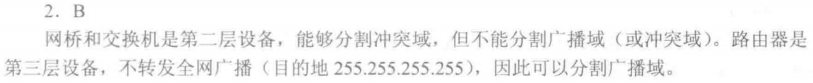 2. B
网桥和交换机是第二层设备，能够分割冲突域，但不能分割广播域（或冲突域）。路由器是
第三层设备，不转发全网广播（目的地 255.255.255.255），因此可以分割广播域。